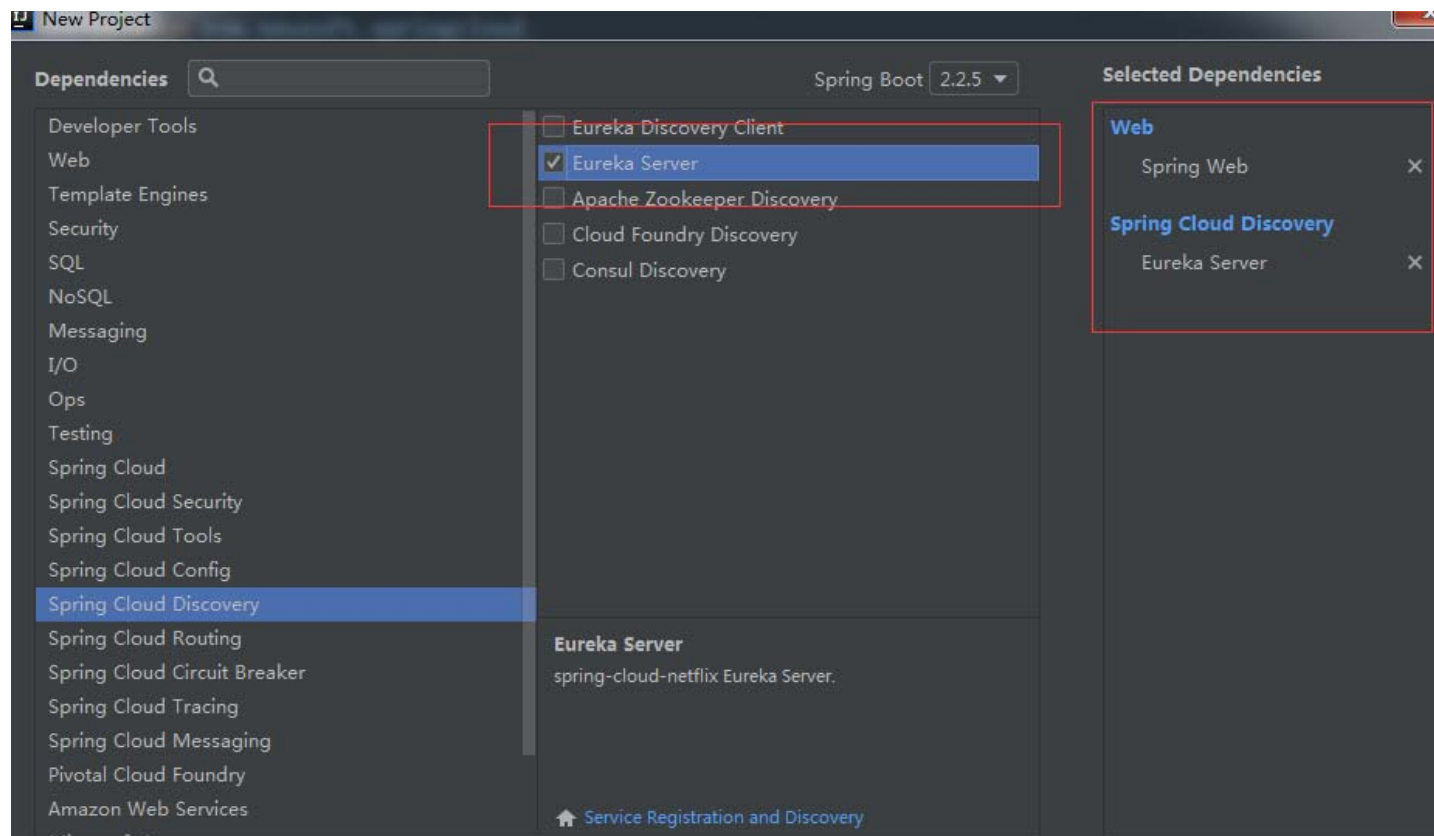 New Project
Dependencies
Spring Boot 2.2.5
Selected Dependencies
Developer Tools
Web
Template Engines
Security
SQL
NoSQL
Messaging
I/O
Ops
Testing
Spring Cloud
Spring Cloud Security
Spring Cloud Tools
Spring Cloud Config
Spring Cloud Discovery
Spring Cloud Routing
Spring Cloud Circuit Breaker
Spring Cloud Tracing
Spring Cloud Messaging
Pivotal Cloud Foundry
Amazon Web Services
Eureka Discovery Client
Eureka Server
Apache Zookeeper Discovery
Cloud Foundry Discovery
Consul Discovery
Eureka Server
spring-cloud-netflix Eureka Server.
Service Registration and Discovery
Web
Spring Web
Spring Cloud Discovery
Eureka Server